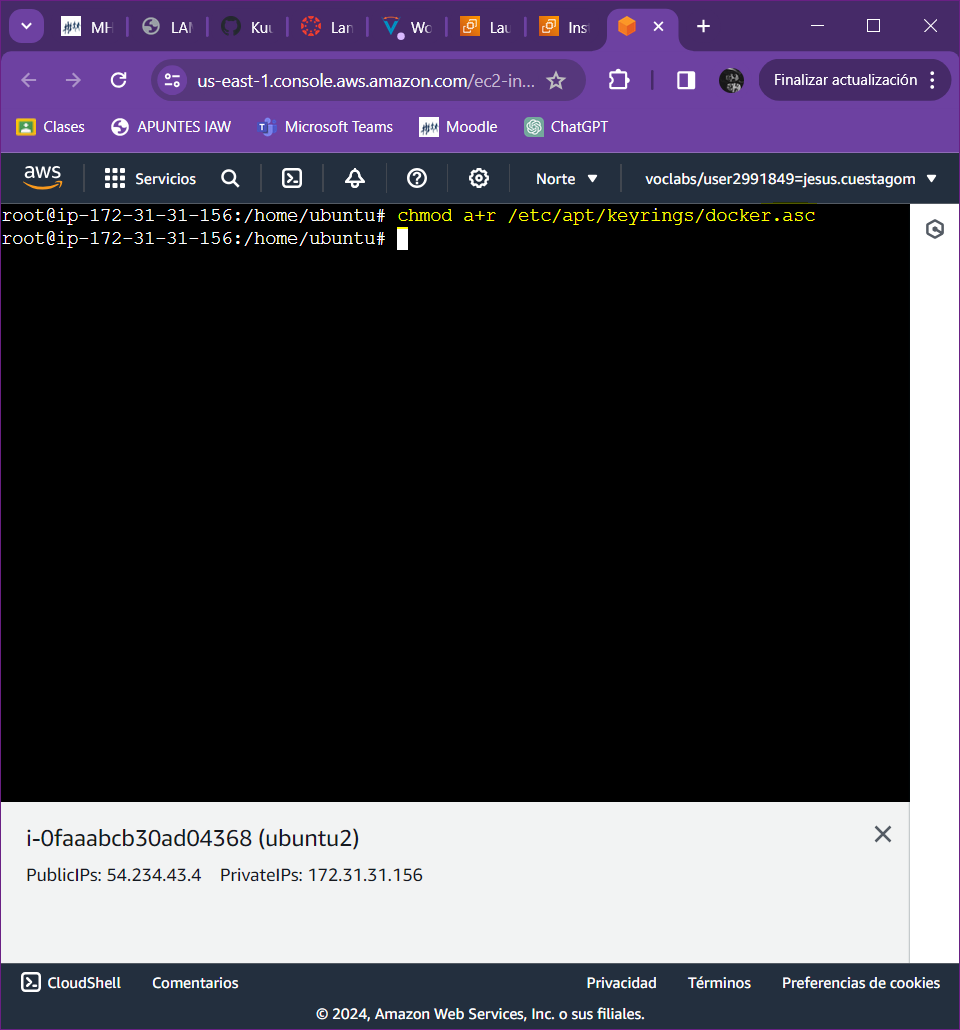 MH
LAN
Kuu
Lan
Wo
Lau
Inst
us-east-1.console.aws.amazon.com/ec2-in...
Finalizar actualización
Clases
APUNTES IAW
Microsoft Teams
Moodle
ChatGPT
aws
Servicios
Norte
voclabs/user2991849=jesus.cuestagom
root@ip-172-31-31-156:/home/ubuntu# chmod a+r /etc/apt/keyrings/docker.asc
root@ip-172-31-31-156:/home/ubuntu#
i-0faaabcb30ad04368 (ubuntu2)
PublicIPs: 54.234.43.4 PrivateIPs: 172.31.31.156
CloudShell
Comentarios
Privacidad
Términos
Preferencias de cookies
© 2024, Amazon Web Services, Inc. o sus filiales.